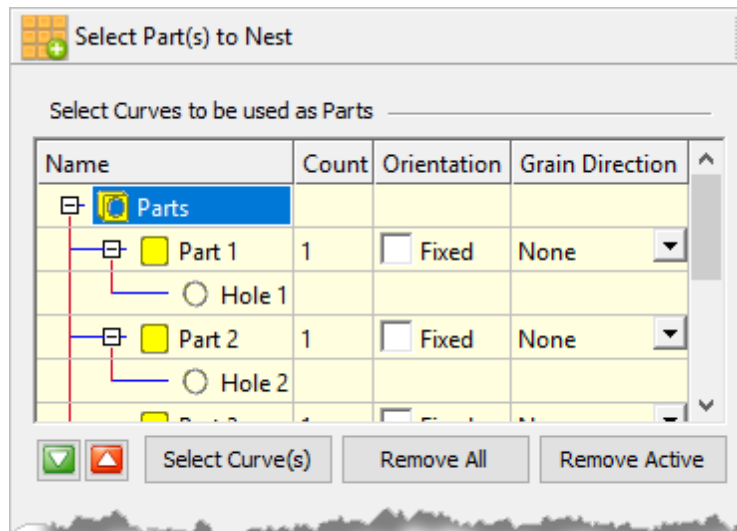 Select Part(s) to Nest
Select Curves to be used as Parts
Name Count Orientation Grain Direction
Parts
Part 1 1 Fixed None
Hole 1
Part 2 1 Fixed None
Hole 2
Select Curve(s) Remove All Remove Active